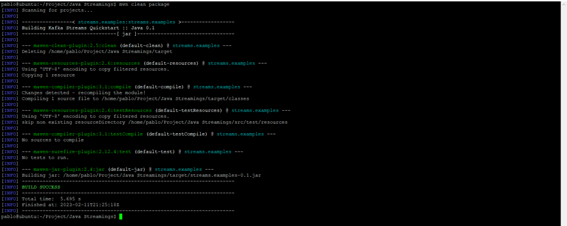 pablo@ubuntu:~/Project/Java Streamings$ mvn clean package
[INFO] Scanning for projects...
[INFO]
[INFO] ------------------< streams.examples:streams.examples >------------------
[INFO] Building Kafka Streams Quickstart :: Java 0.1
[INFO] --------------------------------[ jar ]---------------------------------
[INFO]
[INFO] --- maven-clean-plugin:2.5:clean (default-clean) @ streams.examples ---
[INFO] Deleting /home/pablo/Project/Java Streamings/target
[INFO]
[INFO] --- maven-resources-plugin:2.6:resources (default-resources) @ streams.examples ---
[INFO] Using "UTF-8" encoding to copy filtered resources.
[INFO] Copying 1 resource
[INFO]
[INFO] --- maven-compiler-plugin:3.1:compile (default-compile) @ streams.examples ---
[INFO] Changes detected - recompiling the module!
[INFO] Compiling 1 source file to /home/pablo/Project/Java Streamings/target/classes
[INFO]
[INFO] --- maven-resources-plugin:2.6:testResources (default-testResources) @ streams.examples ---
[INFO] Using "UTF-8" encoding to copy filtered resources.
[INFO] skip non existing resourceDirectory /home/pablo/Project/Java Streamings/src/test/resources
[INFO]
[INFO] --- maven-compiler-plugin:3.1:testCompile (default-testCompile) @ streams.examples ---
[INFO] No sources to compile
[INFO]
[INFO] --- maven-surefire-plugin:2.12.4:test (default-test) @ streams.examples ---
[INFO] No tests to run.
[INFO]
[INFO] --- maven-jar-plugin:2.4:jar (default-jar) @ streams.examples ---
[INFO] Building jar: /home/pablo/Project/Java Streamings/target/streams.examples-0.1.jar
[INFO] ------------------------------------------------------------------------
[INFO] BUILD SUCCESS
[INFO] ------------------------------------------------------------------------
[INFO] Total time: 5.695 s
[INFO] Finished at: 2023-02-11T21:25:15Z
[INFO] ------------------------------------------------------------------------
pablo@ubuntu:~/Project/Java Streamings$